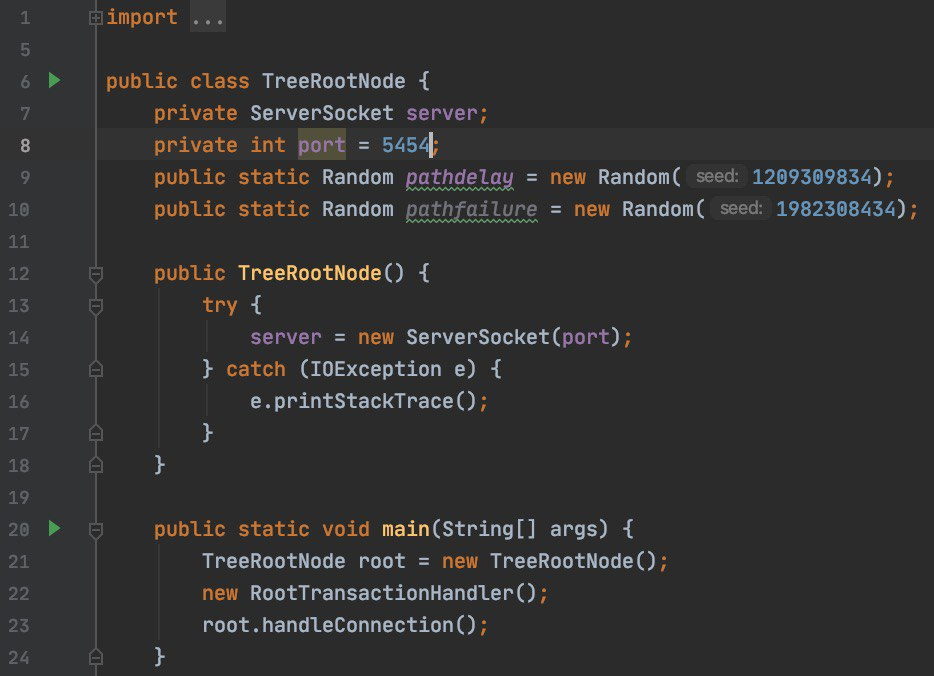 1 import ...
5
6 public class TreeRootNode {
7 private ServerSocket server;
8 private int port = 5454;
9 public static Random pathdelay = new Random( seed: 1209309834);
10 public static Random pathfailure = new Random( seed: 1982308434);
11
12 public TreeRootNode() {
13 try {
14 server = new ServerSocket(port);
15 } catch (IOException e) {
16 e.printStackTrace();
17 }
18 }
19
20 public static void main(String[] args) {
21 TreeRootNode root = new TreeRootNode();
22 new RootTransactionHandler();
23 root.handleConnection();
24 }